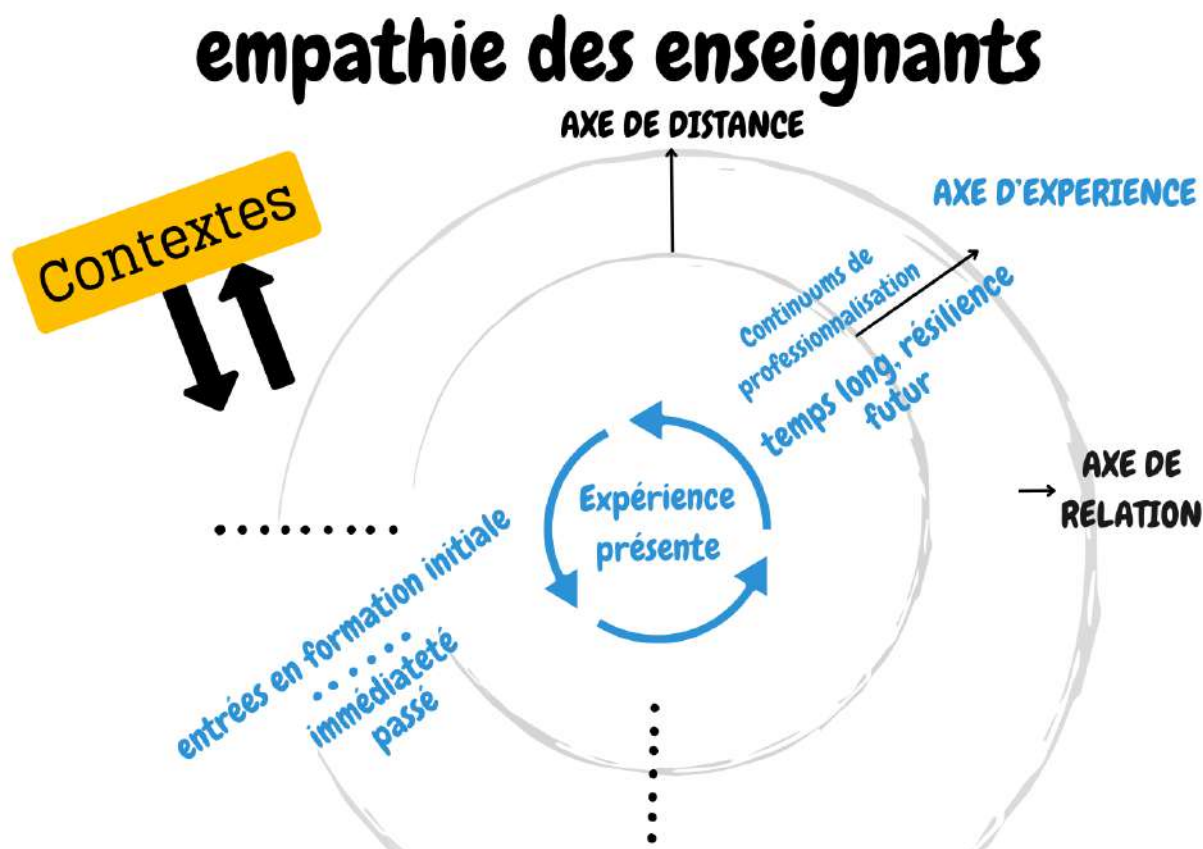 empathie des enseignants
AXE DE DISTANCE
AXE D'EXPERIENCE
Contextes
Continuums de
professionnalisation
temps long, résilience
futur
AXE DE
RELATION
Expérience
présente
entrées en formation initiale
immédiateté
passé